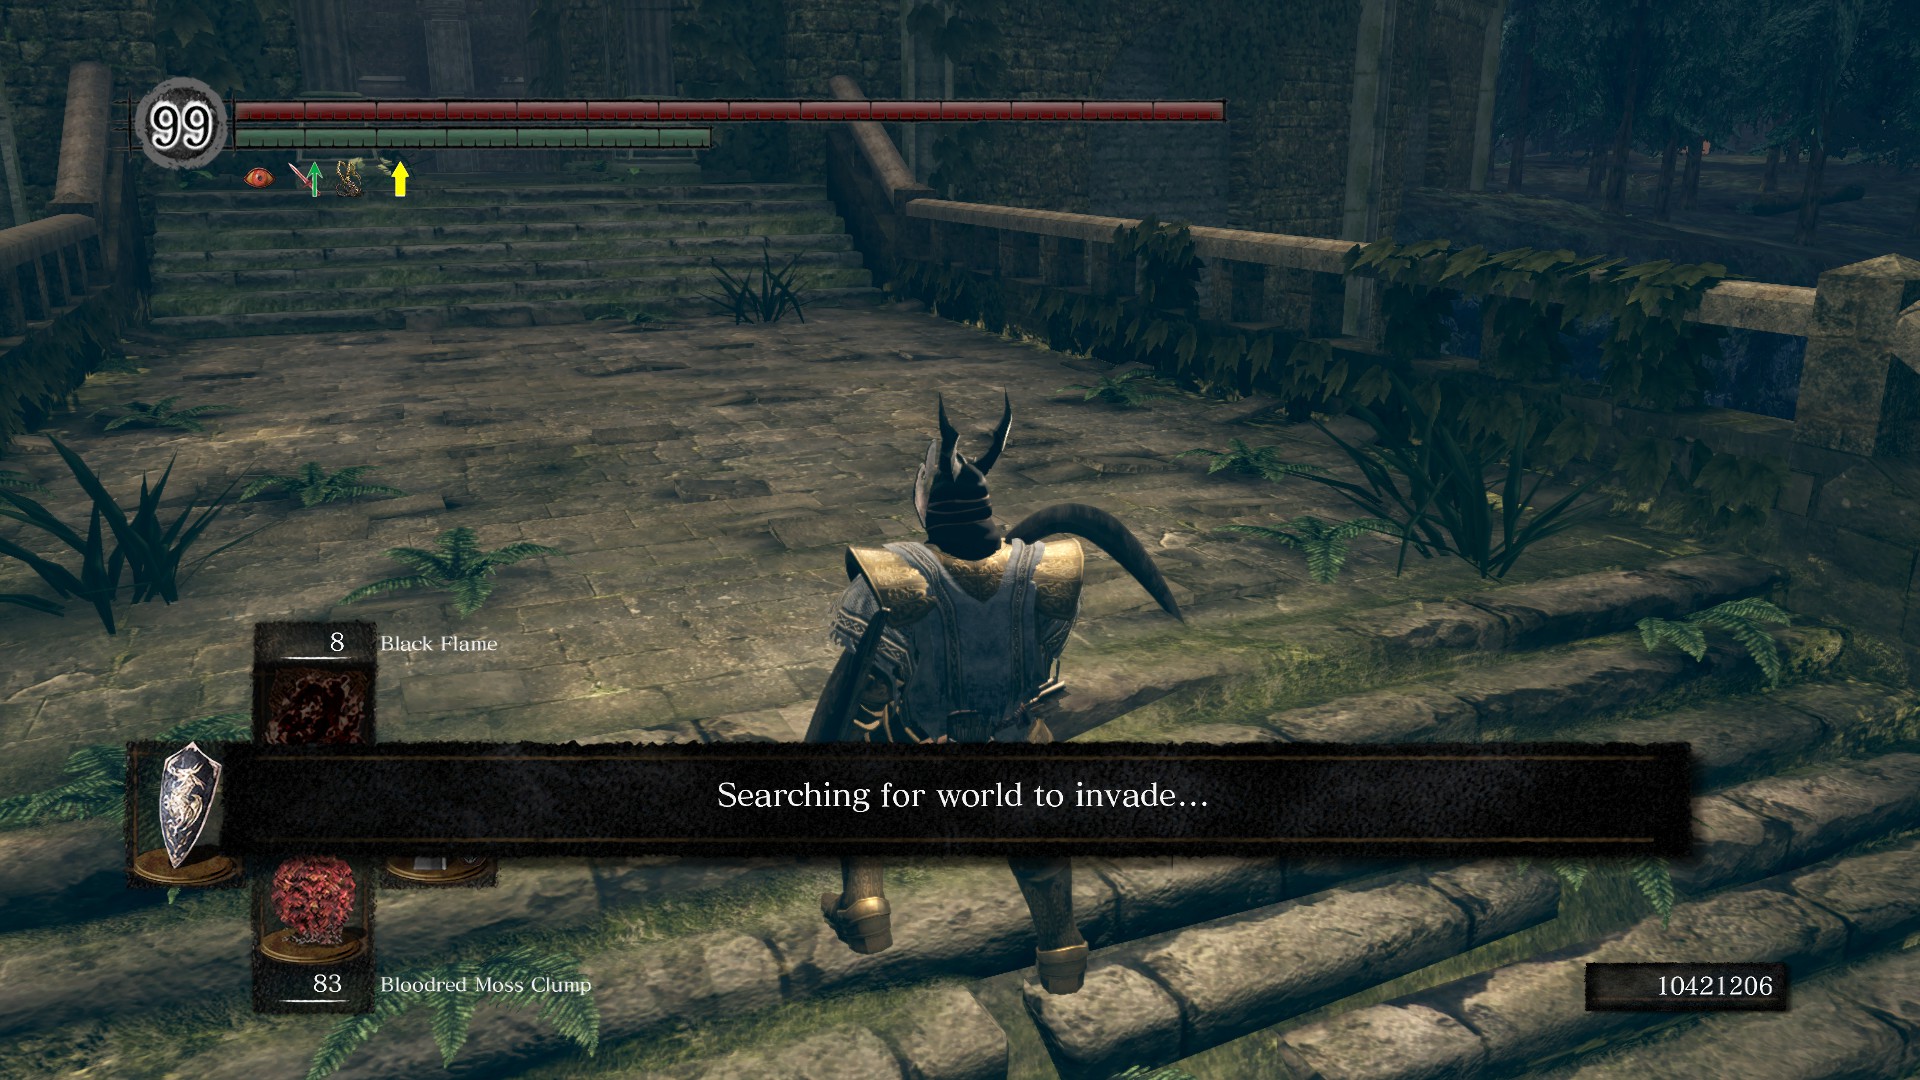 99
8 Black Flame
Searching for world to invade...
83 Bloodred Moss Clump
10421206